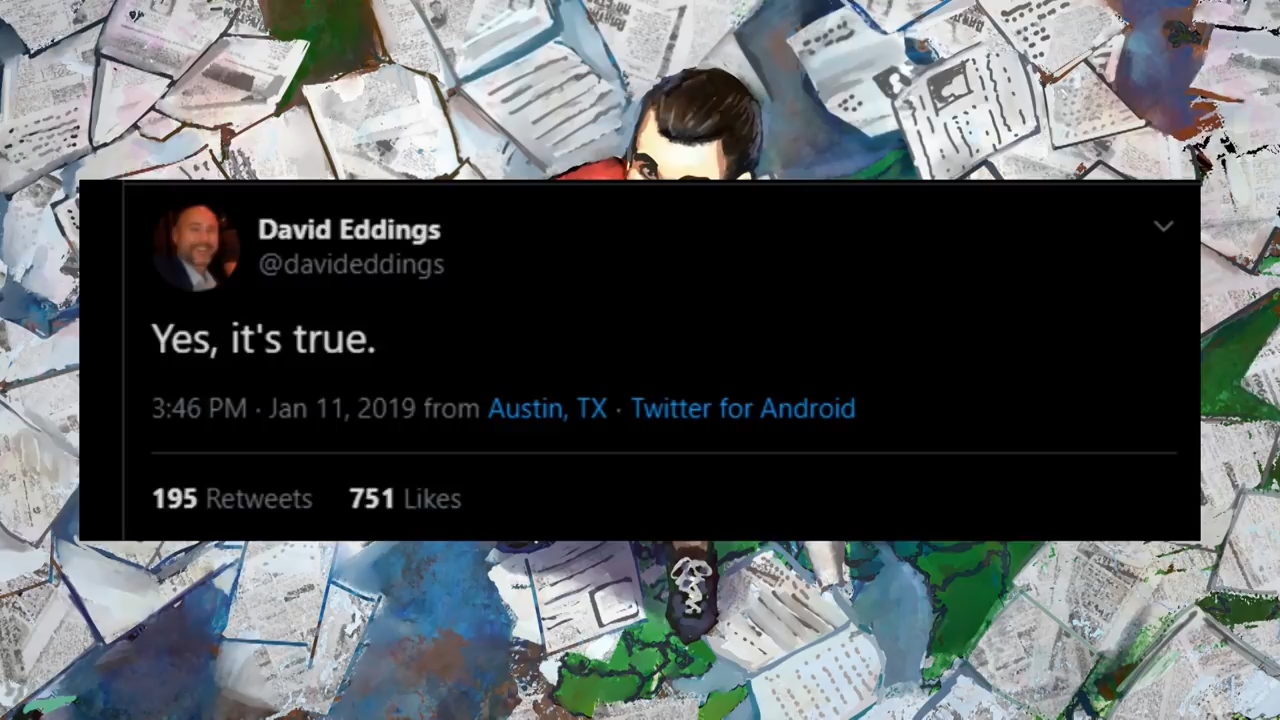 David Eddings
@davideddings
Yes, it's true.
3:46 PM · Jan 11, 2019 from Austin, TX · Twitter for Android
195 Retweets 751 Likes